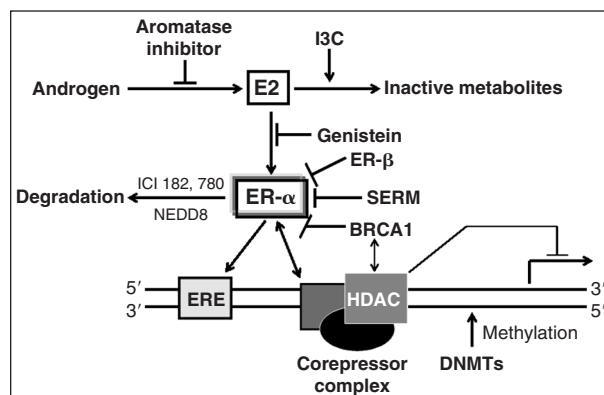 Aromatase
inhibitor
I3C
Androgen
E2
Inactive metabolites
Genistein
ER-β
ICI 182, 780
Degradation
ER-α
SERM
NEDD8
BRCA1
5′
3′
ERE
HDAC
3′
5′
Methylation
Corepressor
complex
DNMTs